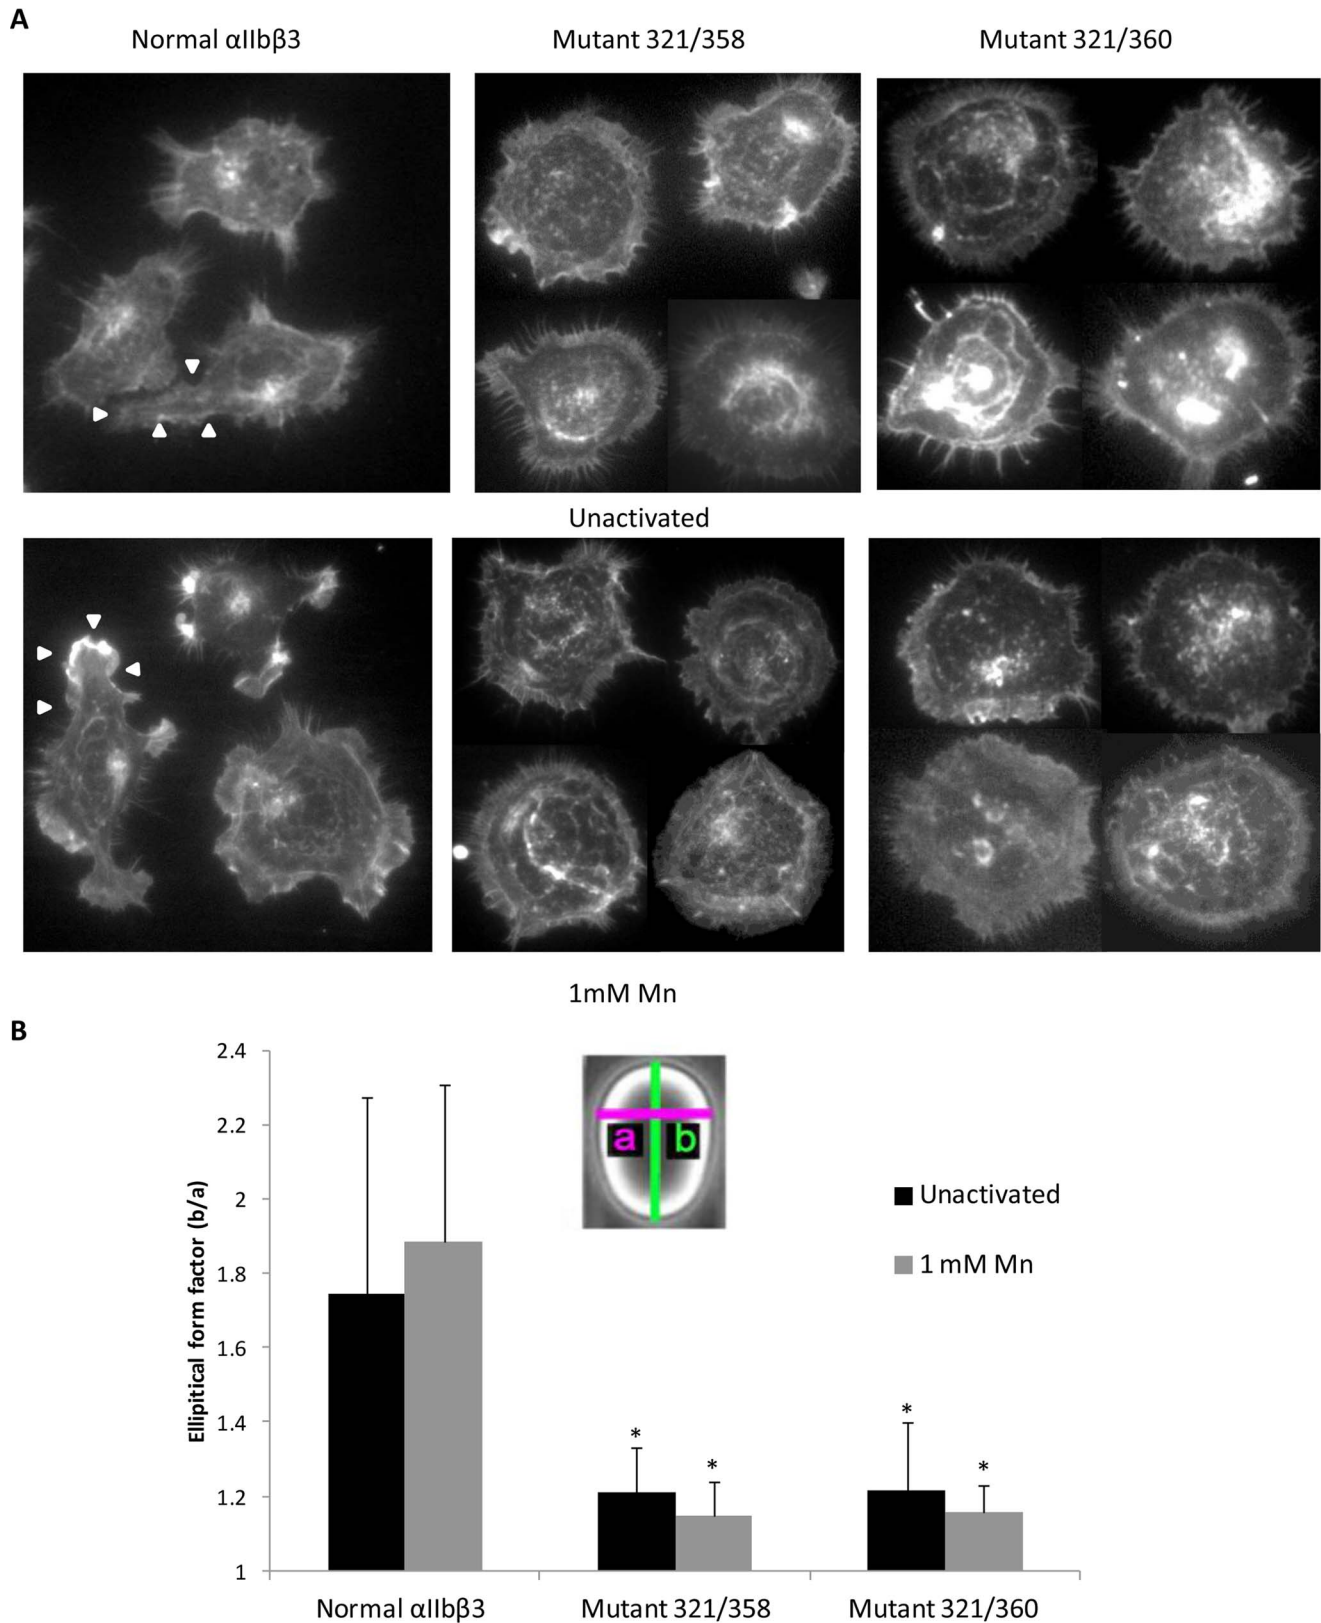 A
Normal αIIbβ3
Mutant 321/358
Mutant 321/360
Unactivated
1mM Mn
B
Ellipitical form factor (b/a)
2.4
2.2
2
1.8
1.6
1.4
1.2
1
a
b
Unactivated
1 mM Mn
*
*
*
*
Normal αIIbβ3
Mutant 321/358
Mutant 321/360